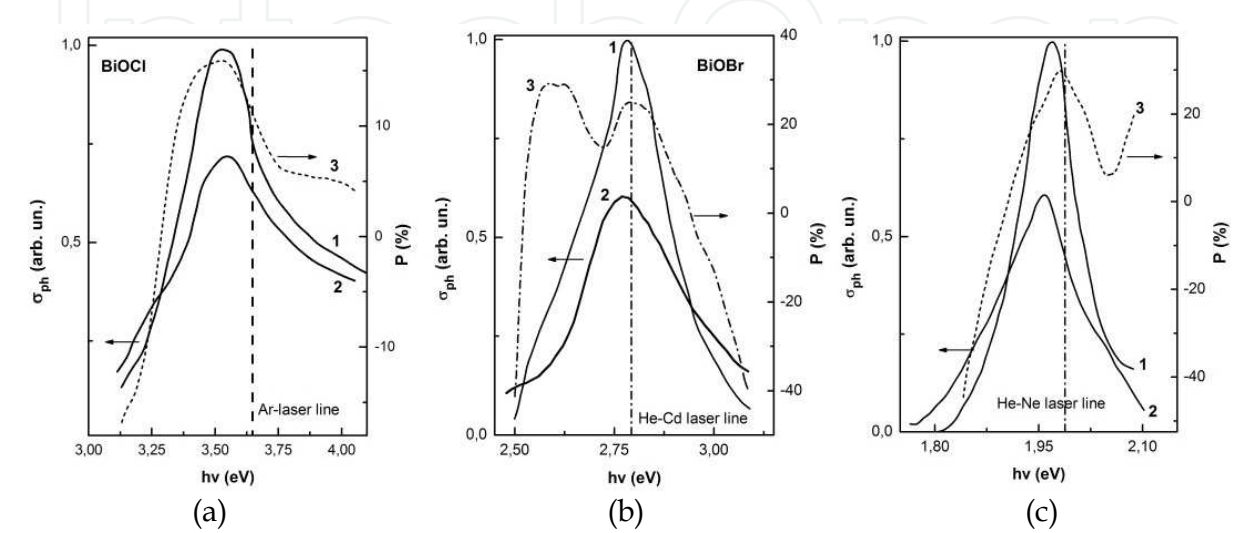 BiOCl
1,0
0,5
σph (arb. un.)
10
0
-10
P (%)
1
2
3
Ar-laser line
3,00 3,25 3,50 3,75 4,00
hν (eV)
(a)
BiOBr
1,0
0,5
0,0
σph (arb. un.)
40
20
0
-20
-40
P (%)
1
2
3
He-Cd laser line
2,50 2,75 3,00
hν (eV)
(b)
1,0
0,5
0,0
σph (arb. un.)
20
0
-20
-40
P (%)
3
1
2
He-Ne laser line
1,80 1,95 2,10
hν (eV)
(c)